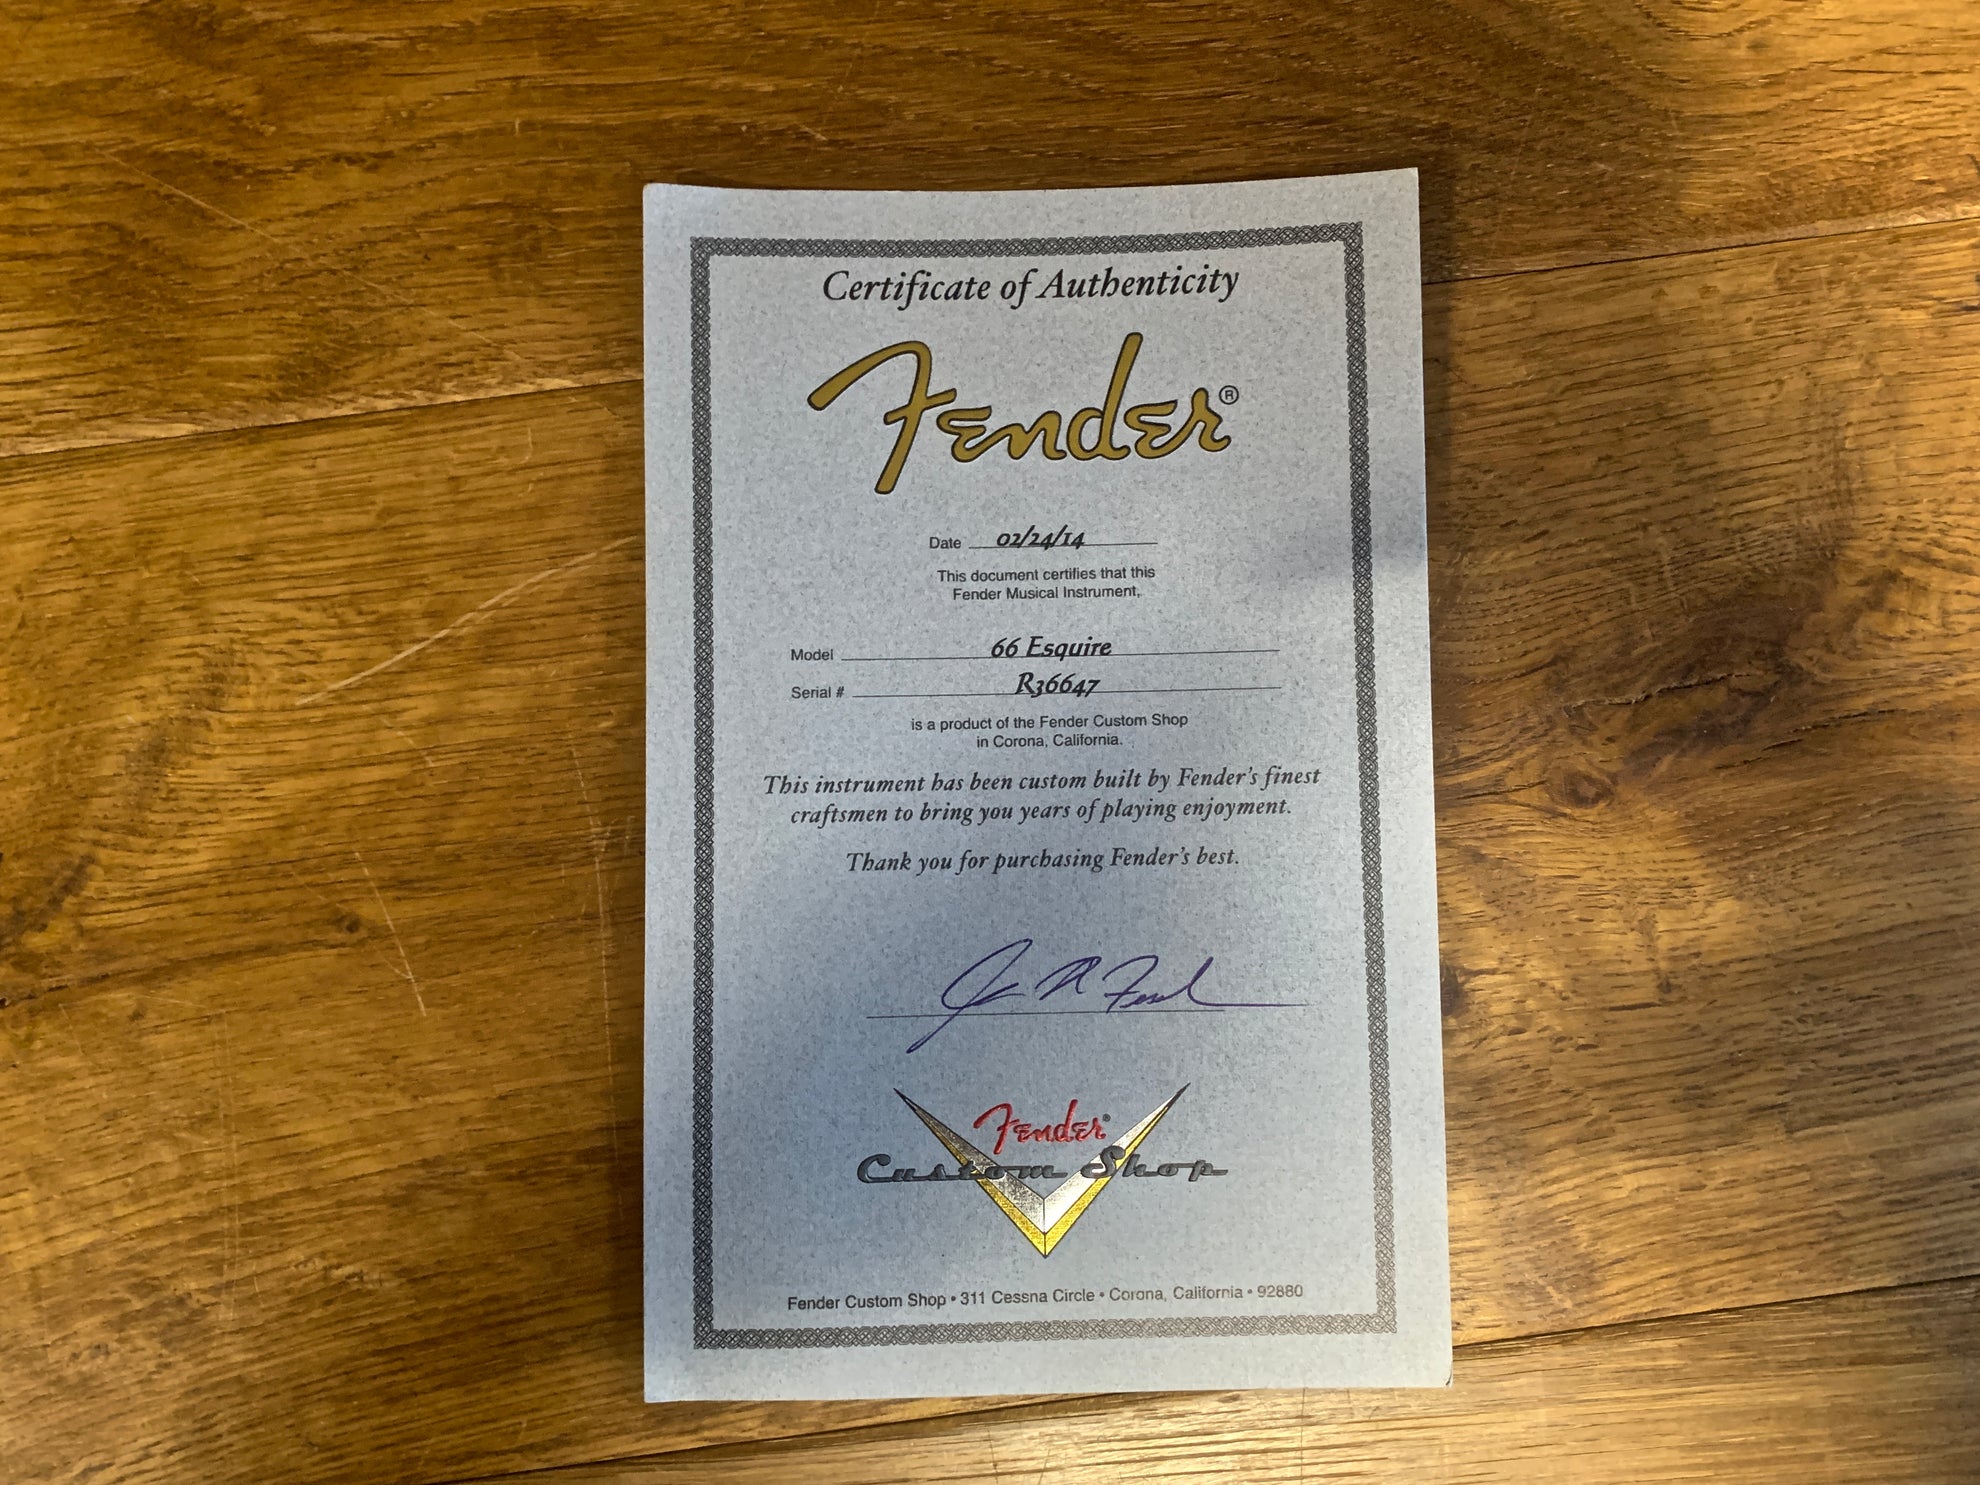 Certificate of Authenticity
Fender®
Date 02/24/14
This document certifies that this
Fender Musical Instrument,
Model 66 Esquire
Serial # R36647
is a product of the Fender Custom Shop
in Corona, California.
This instrument has been custom built by Fender's finest
craftsmen to bring you years of playing enjoyment.
Thank you for purchasing Fender's best.
Fender®
Custom Shop
Fender Custom Shop • 311 Cessna Circle • Corona, California • 92880